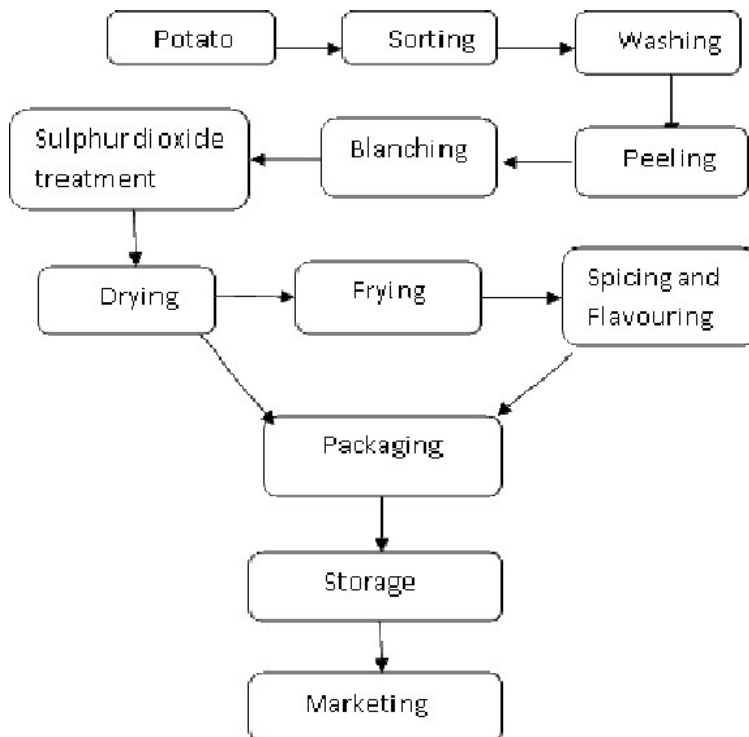 Potato
Sorting
Washing
Peeling
Blanching
Sulphurdioxide
treatment
Drying
Frying
Spicing and
Flavouring
Packaging
Storage
Marketing